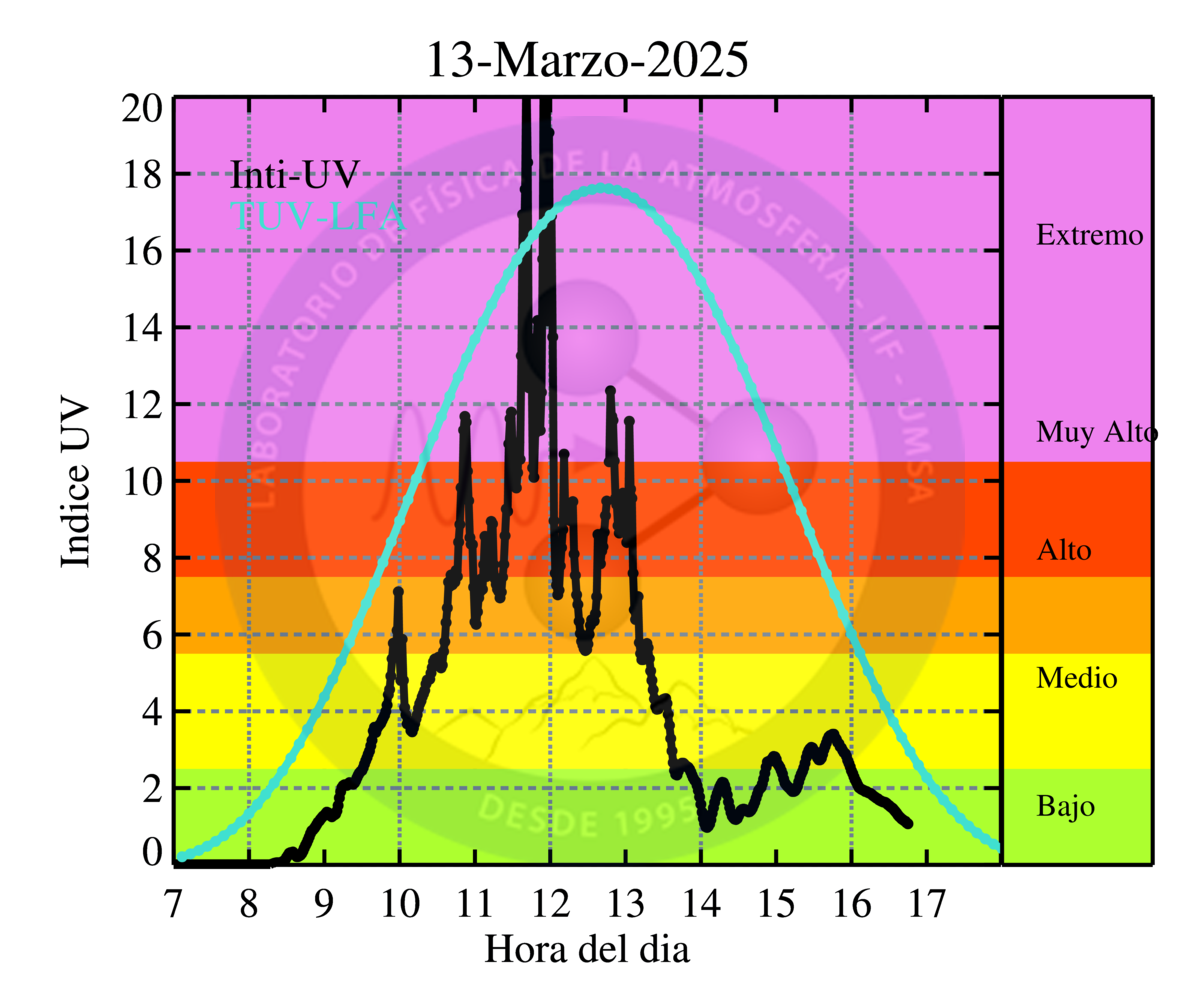 13-Marzo-2025
20
18
16
14
12
10
8
6
4
2
0
Indice UV
Inti-UV
TUV-LFA
LABORATORIO DE FÍSICA DE LA ATMÓSFERA - IIF - UMSA
DESDE 1995
Extremo
Muy Alto
Alto
Medio
Bajo
7 8 9 10 11 12 13 14 15 16 17
Hora del dia